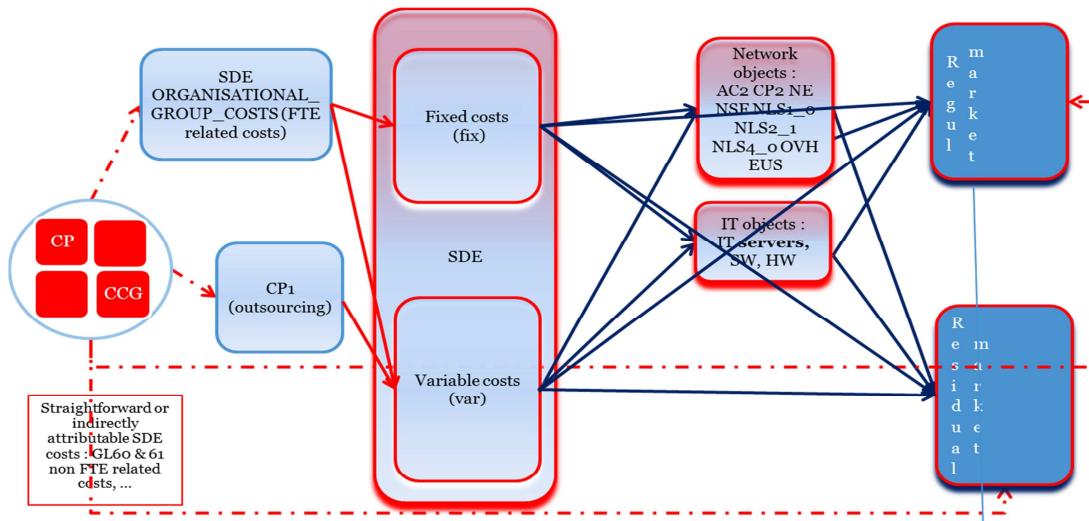 SDE
ORGANISATIONAL_
GROUP_COSTS (FTE
related costs)
CP
CCG
CP1
(outsourcing)
Straightforward or
indirectly
attributable SDE
costs : GL60 & 61
non FTE related
costs, ...
Fixed costs
(fix)
SDE
Variable costs
(var)
Network
objects :
AC2 CP2 NE
NSE NLS1_0
NLS2_1
NLS4_0 OVH
EUS
IT objects :
IT servers,
SW, HW
Regul
market
Residual
market